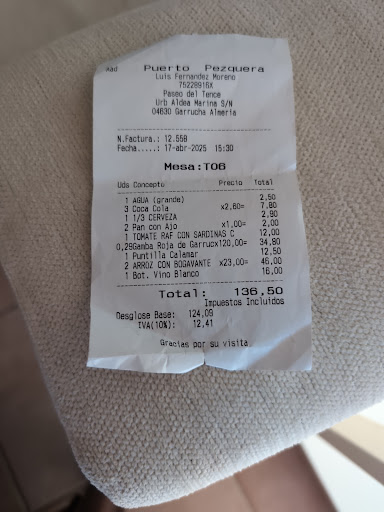 Puerto Pezquera
Luis Fernandez Moreno
75228916X
Paseo del Tence
Urb Aldea Marina S/N
04630 Garrucha Almeria
N.Factura.: 12.559
Fecha.....: 17-abr-2025 15:30
Mesa:T06
Uds Concepto Precio Total
1 AGUA (grande) 2,50
3 Coca Cola x2,60= 7,80
1 1/3 CERVEZA 2,90
2 Pan con Ajo x1,00= 2,00
1 TOMATE RAF CON SARDINAS C 12,00
0,29Gamba Roja de Garrucx120,00= 34,80
1 Puntilla Calamar 12,50
2 ARROZ CON BOGAVANTE x23,00= 46,00
1 Bot. Vino Blanco 16,00
Total: 136,50
Impuestos Incluidos
Desglose Base: 124,09
IVA(10%): 12,41
Gracias por su visita